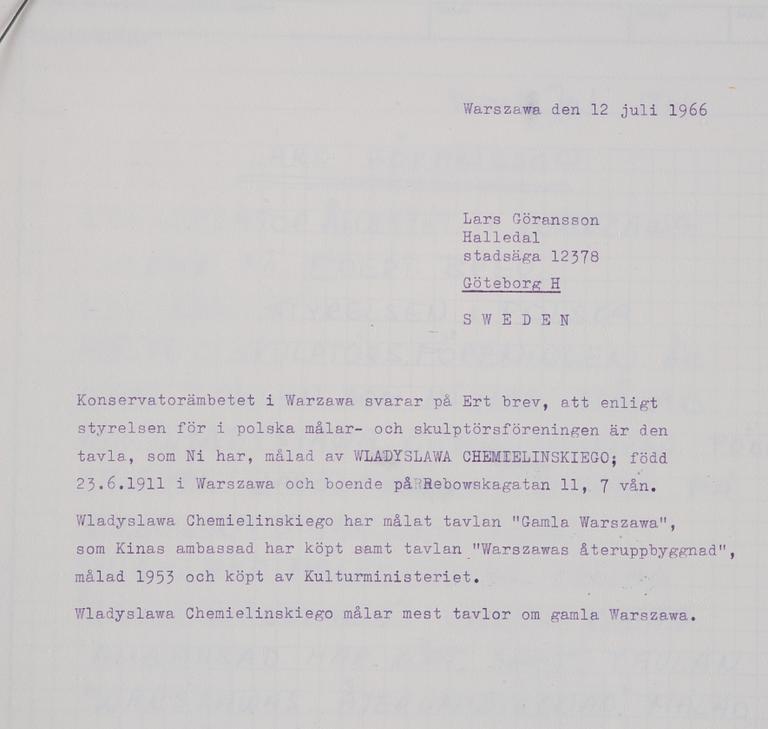 Warszawa den 12 juli 1966
Lars Göransson
Halledal
stadsäga 12378
Göteborg H
S W E D E N
Konservatorämbetet i Warzawa svarar på Ert brev, att enligt
styrelsen för i polska målar- och skulptörsföreningen är den
tavla, som Ni har, målad av WLADYSLAWA CHEMIELINSKIEGO; född
23.6.1911 i Warszawa och boende på Rebowskagatan 11, 7 vån.
Wladyslawa Chemielinskiego har målat tavlan "Gamla Warszawa",
som Kinas ambassad har köpt samt tavlan "Warszawas återuppbyggnad",
målad 1953 och köpt av Kulturministeriet.
Wladyslawa Chemielinskiego målar mest tavlor om gamla Warszawa.